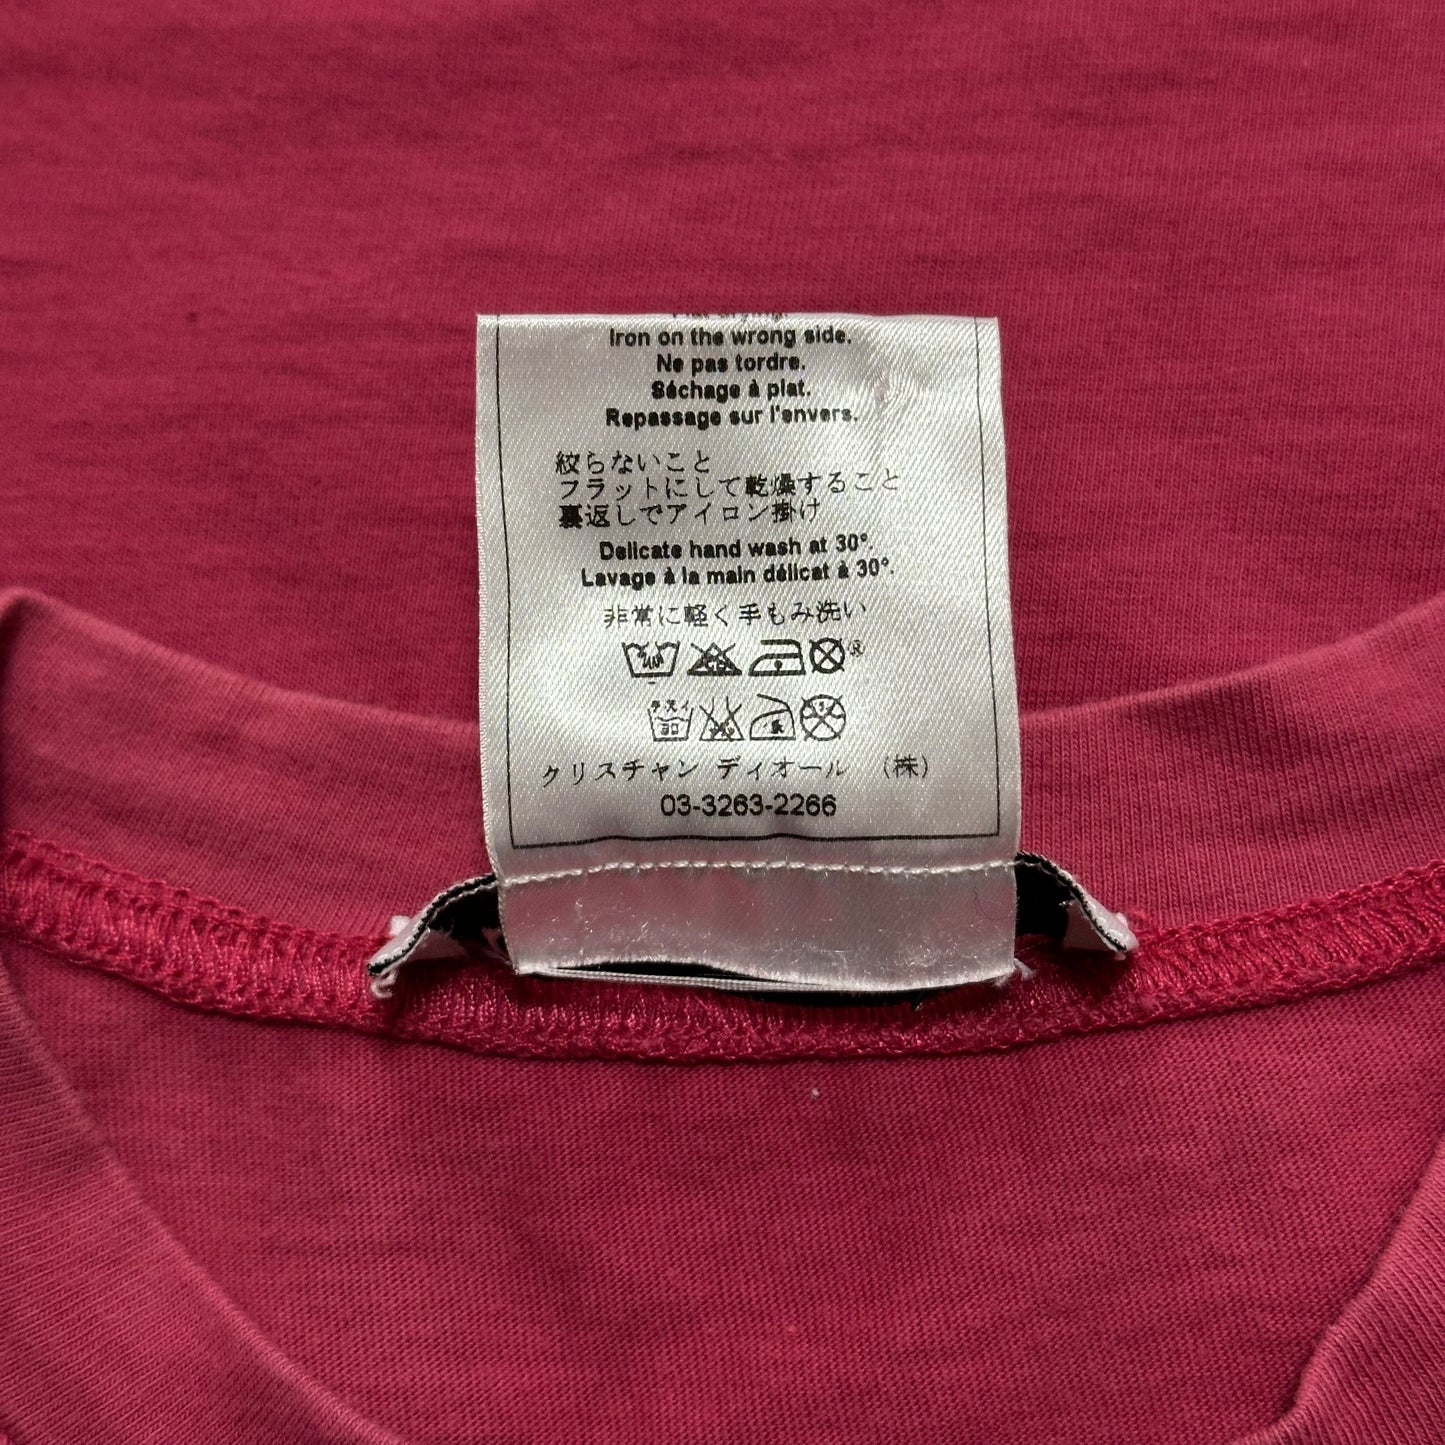 Iron on the wrong side.
Ne pas tordre.
Séchage à plat.
Repassage sur l'envers.
絞らないこと
フラットにして乾燥すること
裏返しでアイロン掛け
Delicate hand wash at 30°.
Lavage à la main délicat à 30°.
非常に軽く手もみ洗い
®
クリスチャン ディオール (株)
03-3263-2266